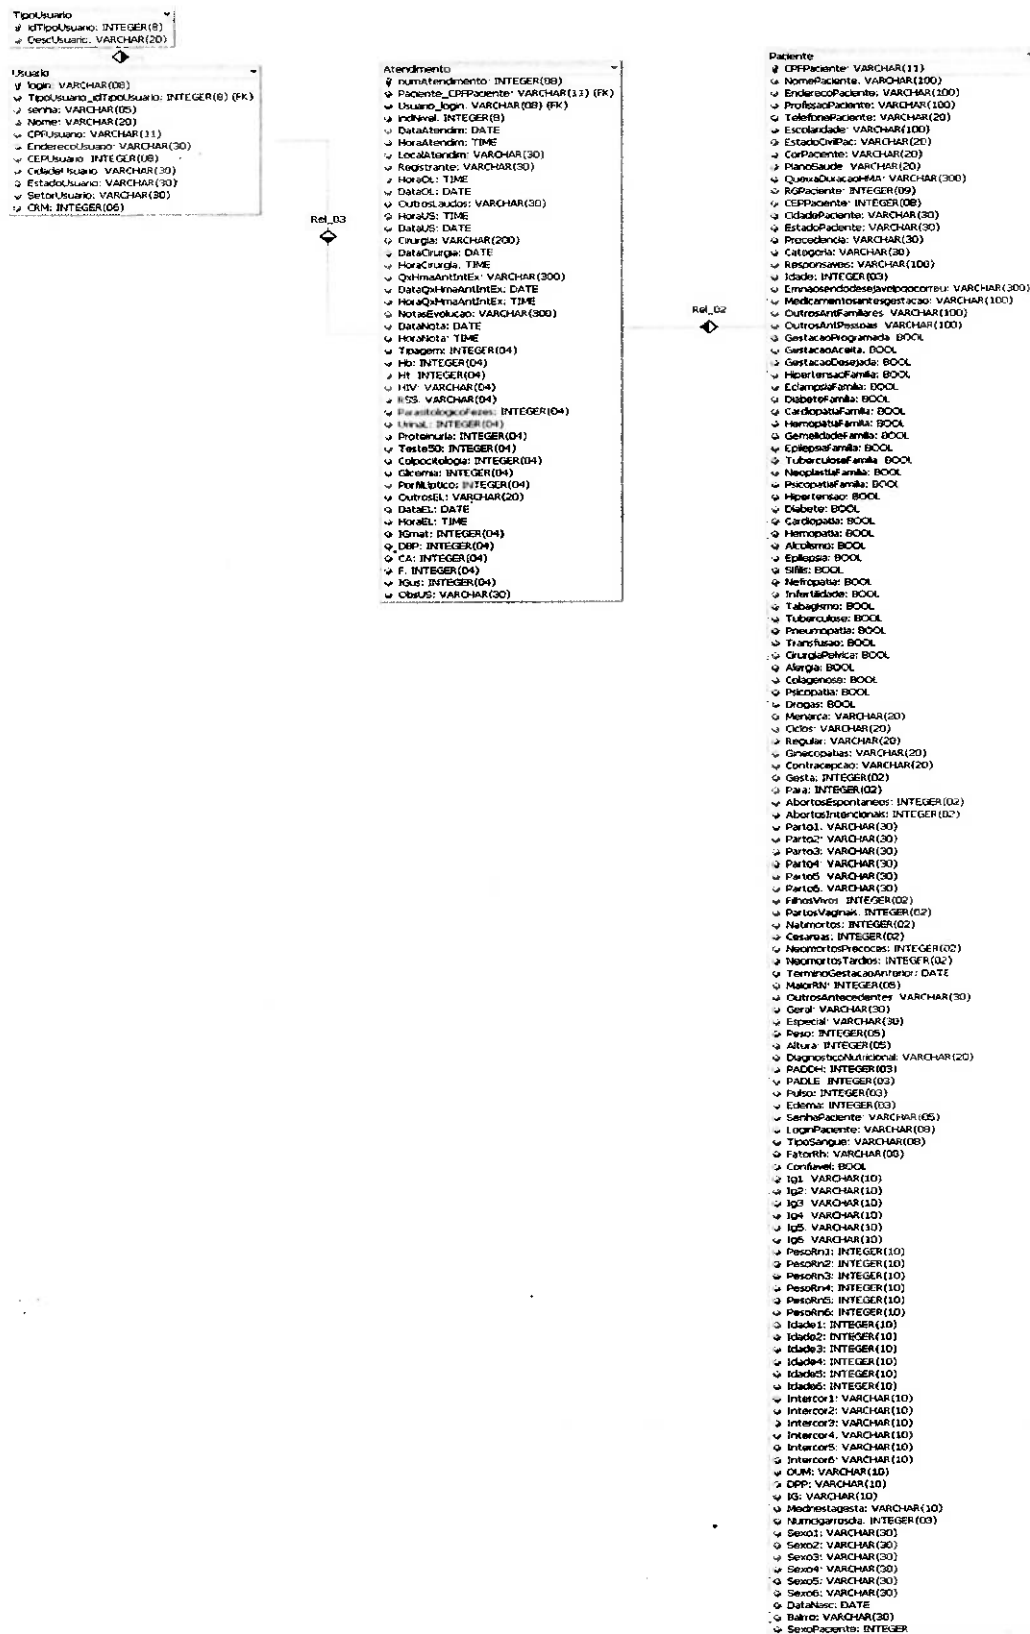 TipoUsuario
idTipoUsuario: INTEGER(8)
DescUsuario: VARCHAR(20)
Usuario
login: VARCHAR(08)
TipoUsuario_idTipoUsuario: INTEGER(8) (FK)
senha: VARCHAR(05)
Nome: VARCHAR(20)
CPFUsuario: VARCHAR(11)
EnderecoUsuario: VARCHAR(30)
CEPUsuario: INTEGER(08)
CidadeUsuario: VARCHAR(30)
EstadoUsuario: VARCHAR(30)
SetorUsuario: VARCHAR(30)
CRM: INTEGER(06)
Rel_03
Atendimento
numAtendimento: INTEGER(08)
Paciente_CPFPaciente: VARCHAR(11) (FK)
Usuario_login: VARCHAR(08) (FK)
indNivel: INTEGER(8)
DataAtendim: DATE
HoraAtendim: TIME
LocalAtendim: VARCHAR(30)
Registrante: VARCHAR(30)
HoraOL: TIME
DataOL: DATE
OutrosLaudos: VARCHAR(30)
HoraUS: TIME
DataUS: DATE
Cirurgia: VARCHAR(200)
DataCirurgia: DATE
HoraCirurgia: TIME
QxHmaAntIntEx: VARCHAR(300)
DataQxHmaAntIntEx: DATE
HoraQxHmaAntIntEx: TIME
NotasEvolucao: VARCHAR(300)
DataNota: DATE
HoraNota: TIME
Tipagem: INTEGER(04)
Hb: INTEGER(04)
Ht: INTEGER(04)
HIV: VARCHAR(04)
RSS: VARCHAR(04)
ParasitologicoFezes: INTEGER(04)
UrinaL: INTEGER(04)
Proteinuria: INTEGER(04)
Teste50: INTEGER(04)
Colpocitologia: INTEGER(04)
Glicemia: INTEGER(04)
PerfilLiptico: INTEGER(04)
OutrosEL: VARCHAR(20)
DataEL: DATE
HoraEL: TIME
IGmat: INTEGER(04)
DBP: INTEGER(04)
CA: INTEGER(04)
F: INTEGER(04)
IGus: INTEGER(04)
ObsUS: VARCHAR(30)
Rel_02
Paciente
CPFPaciente: VARCHAR(11)
NomePaciente: VARCHAR(100)
EnderecoPaciente: VARCHAR(100)
ProfissaoPaciente: VARCHAR(100)
TelefonePaciente: VARCHAR(20)
Escolaridade: VARCHAR(100)
EstadoCivilPac: VARCHAR(20)
CorPaciente: VARCHAR(20)
PlanoSaude: VARCHAR(20)
QueixaDuracaoHMA: VARCHAR(300)
RGPaciente: INTEGER(09)
CEPPaciente: INTEGER(08)
CidadePaciente: VARCHAR(30)
EstadoPaciente: VARCHAR(30)
Procedencia: VARCHAR(30)
Categoria: VARCHAR(30)
Responsaveis: VARCHAR(100)
Idade: INTEGER(03)
Emnaosendodesejavelpqocorreu: VARCHAR(300)
Medicamentosantesgestacao: VARCHAR(100)
OutrosAntFamiliares: VARCHAR(100)
OutrosAntPessoais: VARCHAR(100)
GestacaoProgramada: BOOL
GestacaoAceita: BOOL
GestacaoDesejada: BOOL
HipertensaoFamilia: BOOL
EclampsiaFamilia: BOOL
DiabeteFamilia: BOOL
CardiopatiaFamilia: BOOL
HemopatiaFamilia: BOOL
GemelidadeFamilia: BOOL
EpilepsiaFamilia: BOOL
TuberculoseFamilia: BOOL
NeoplastiaFamilia: BOOL
PsicopatiaFamilia: BOOL
Hipertensao: BOOL
Diabete: BOOL
Cardiopatia: BOOL
Hemopatia: BOOL
Alcolismo: BOOL
Epilepsia: BOOL
Sifilis: BOOL
Nefropatia: BOOL
Infertilidade: BOOL
Tabagismo: BOOL
Tuberculose: BOOL
Pneumopatia: BOOL
Transfusao: BOOL
CirurgiaPelvica: BOOL
Alergia: BOOL
Colagenose: BOOL
Psicopatia: BOOL
Drogas: BOOL
Menarca: VARCHAR(20)
Ciclos: VARCHAR(20)
Regular: VARCHAR(20)
Ginecopatias: VARCHAR(20)
Contracepcao: VARCHAR(20)
Gesta: INTEGER(02)
Para: INTEGER(02)
AbortosEspontaneos: INTEGER(02)
AbortosIntencionais: INTEGER(02)
Parto1: VARCHAR(30)
Parto2: VARCHAR(30)
Parto3: VARCHAR(30)
Parto4: VARCHAR(30)
Parto5: VARCHAR(30)
Parto6: VARCHAR(30)
FilhosVivos: INTEGER(02)
PartosVaginais: INTEGER(02)
Natimortos: INTEGER(02)
Cesareas: INTEGER(02)
NeomortosPrecoces: INTEGER(02)
NeomortosTardios: INTEGER(02)
TerminoGestacaoAnterior: DATE
MaiorRN: INTEGER(05)
OutrosAntecedentes: VARCHAR(30)
Geral: VARCHAR(30)
Especial: VARCHAR(30)
Peso: INTEGER(05)
Altura: INTEGER(05)
DiagnosticoNutricional: VARCHAR(20)
PADDH: INTEGER(03)
PADLE: INTEGER(03)
Pulso: INTEGER(03)
Edema: INTEGER(03)
SenhaPaciente: VARCHAR(05)
LoginPaciente: VARCHAR(08)
TipoSangue: VARCHAR(08)
FatorRh: VARCHAR(08)
Confiavel: BOOL
Ig1: VARCHAR(10)
Ig2: VARCHAR(10)
Ig3: VARCHAR(10)
Ig4: VARCHAR(10)
Ig5: VARCHAR(10)
Ig6: VARCHAR(10)
PesoRn1: INTEGER(10)
PesoRn2: INTEGER(10)
PesoRn3: INTEGER(10)
PesoRn4: INTEGER(10)
PesoRn5: INTEGER(10)
PesoRn6: INTEGER(10)
Idade1: INTEGER(10)
Idade2: INTEGER(10)
Idade3: INTEGER(10)
Idade4: INTEGER(10)
Idade5: INTEGER(10)
Idade6: INTEGER(10)
Intercor1: VARCHAR(10)
Intercor2: VARCHAR(10)
Intercor3: VARCHAR(10)
Intercor4: VARCHAR(10)
Intercor5: VARCHAR(10)
Intercor6: VARCHAR(10)
DUM: VARCHAR(10)
DPP: VARCHAR(10)
IG: VARCHAR(10)
Mednestagesta: VARCHAR(10)
Numcigarrosdia: INTEGER(03)
Sexo1: VARCHAR(30)
Sexo2: VARCHAR(30)
Sexo3: VARCHAR(30)
Sexo4: VARCHAR(30)
Sexo5: VARCHAR(30)
Sexo6: VARCHAR(30)
DataNasc: DATE
Bairro: VARCHAR(30)
SexoPaciente: INTEGER